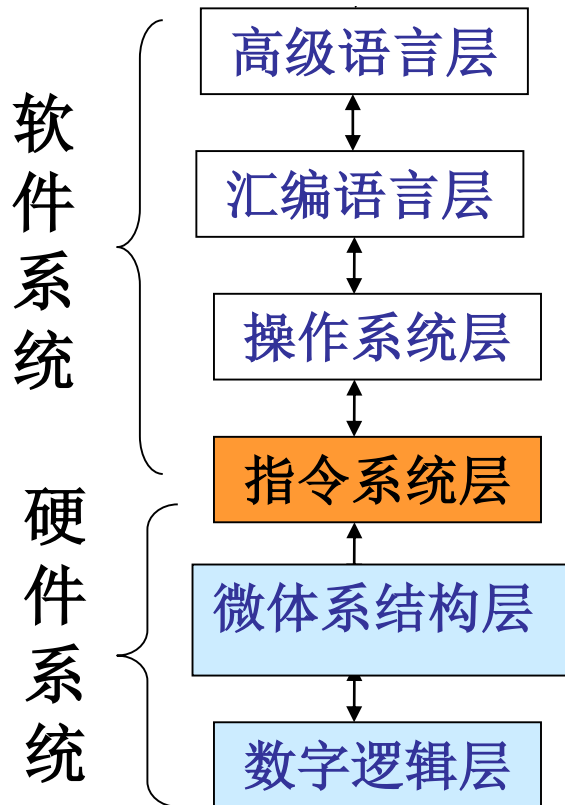 软件系统
高级语言层
汇编语言层
操作系统层
指令系统层
硬件系统
微体系结构层
数字逻辑层